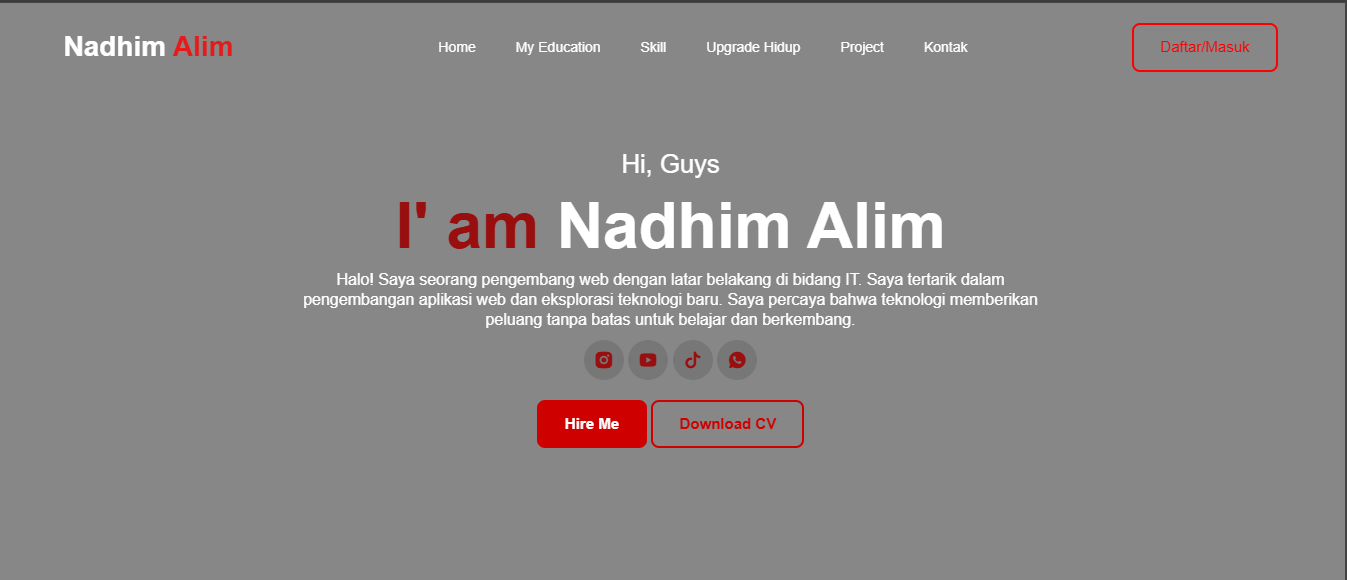 Nadhim Alim
Home
My Education
Skill
Upgrade Hidup
Project
Kontak
Daftar/Masuk
Hi, Guys
I' am Nadhim Alim
Halo! Saya seorang pengembang web dengan latar belakang di bidang IT. Saya tertarik dalam
pengembangan aplikasi web dan eksplorasi teknologi baru. Saya percaya bahwa teknologi memberikan
peluang tanpa batas untuk belajar dan berkembang.
Hire Me
Download CV